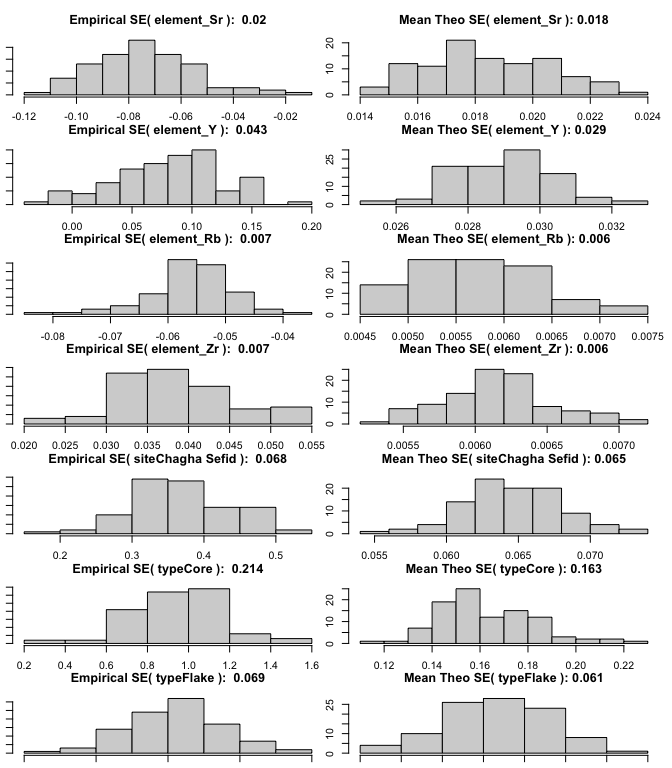 Empirical SE( element_Sr ):  0.02
Mean Theo SE( element_Sr ): 0.018
0 10 20
-0.12 -0.10 -0.08 -0.06 -0.04 -0.02
0.014 0.016 0.018 0.020 0.022 0.024
Empirical SE( element_Y ):  0.043
Mean Theo SE( element_Y ): 0.029
0 10 25
0.00 0.05 0.10 0.15 0.20
0.026 0.028 0.030 0.032
Empirical SE( element_Rb ):  0.007
Mean Theo SE( element_Rb ): 0.006
0 10 20
-0.08 -0.07 -0.06 -0.05 -0.04
0.0045 0.0050 0.0055 0.0060 0.0065 0.0070 0.0075
Empirical SE( element_Zr ):  0.007
Mean Theo SE( element_Zr ): 0.006
0 10 20
0.020 0.025 0.030 0.035 0.040 0.045 0.050 0.055
0.0055 0.0060 0.0065 0.0070
Empirical SE( siteChagha Sefid ):  0.068
Mean Theo SE( siteChagha Sefid ): 0.065
0 10 20
0.2 0.3 0.4 0.5
0.055 0.060 0.065 0.070
Empirical SE( typeCore ):  0.214
Mean Theo SE( typeCore ): 0.163
0 10 20
0.2 0.4 0.6 0.8 1.0 1.2 1.4 1.6
0.12 0.14 0.16 0.18 0.20 0.22
Empirical SE( typeFlake ):  0.069
Mean Theo SE( typeFlake ): 0.061
0 10 25